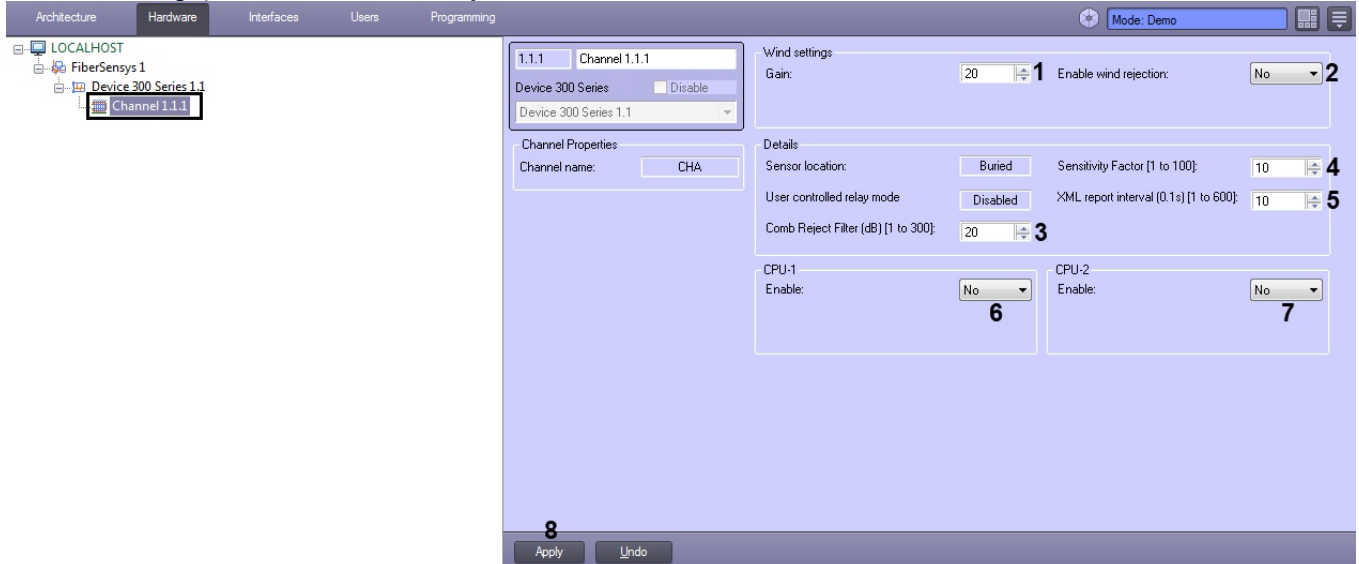 Architecture Hardware Interfaces Users Programming Mode: Demo
LOCALHOST
FiberSensys 1
Device 300 Series 1.1
Channel 1.1.1
1.1.1 Channel 1.1.1
Device 300 Series Disable
Device 300 Series 1.1
Channel Properties
Channel name: CHA
Wind settings
Gain: 20 1 Enable wind rejection: No 2
Details
Sensor location: Buried Sensitivity Factor [1 to 100]: 10 4
User controlled relay mode Disabled XML report interval (0.1s) [1 to 600]: 10 5
Comb Reject Filter (dB) [1 to 300]: 20 3
CPU-1
Enable: No
6
CPU-2
Enable: No
7
8
Apply Undo